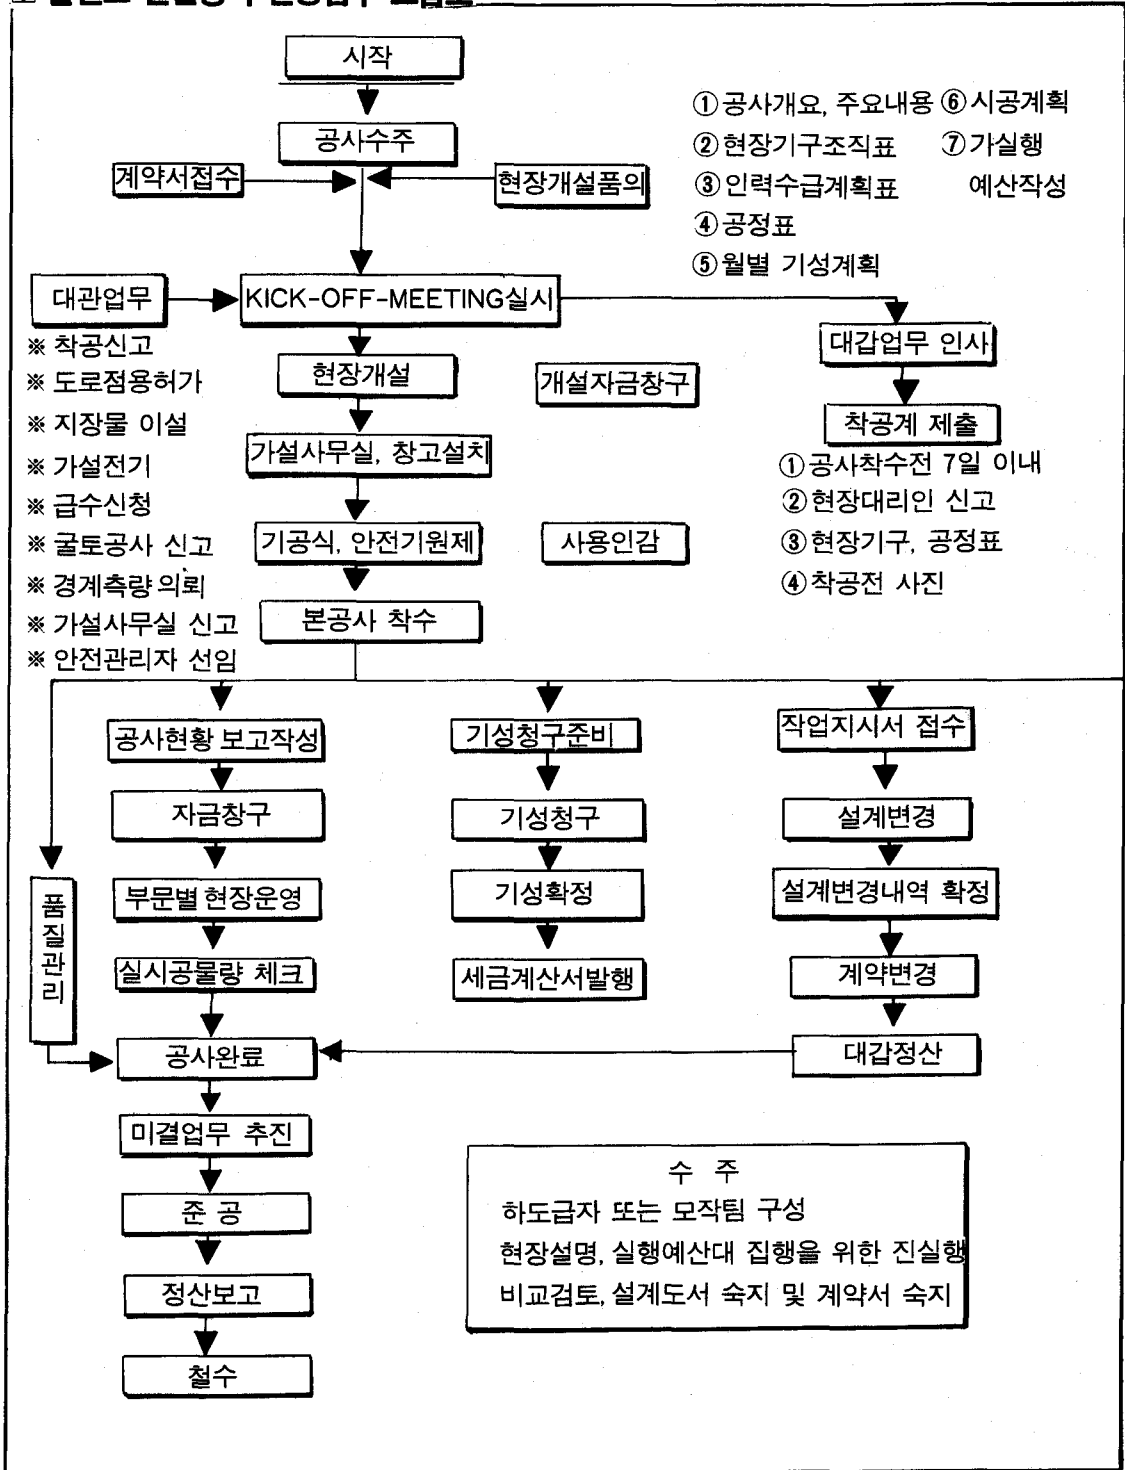 시작
공사수주
계약서접수
현장개설품의
① 공사개요, 주요내용
② 현장기구조직표
③ 인력수급계획표
④ 공정표
⑤ 월별 기성계획
⑥ 시공계획
⑦ 가실행
예산작성
대관업무
KICK-OFF-MEETING실시
※ 착공신고
※ 도로점용허가
※ 지장물 이설
※ 가설전기
※ 급수신청
※ 굴토공사 신고
※ 경계측량 의뢰
※ 가설사무실 신고
※ 안전관리자 선임
현장개설
개설자금창구
가설사무실, 창고설치
기공식, 안전기원제
사용인감
본공사 착수
대갑업무 인사
착공계 제출
① 공사착수전 7일 이내
② 현장대리인 신고
③ 현장기구, 공정표
④ 착공전 사진
품질관리
공사현황 보고작성
자금창구
부문별 현장운영
실시공물량 체크
공사완료
미결업무 추진
준 공
정산보고
철수
기성청구준비
기성청구
기성확정
세금계산서발행
작업지시서 접수
설계변경
설계변경내역 확정
계약변경
대갑정산
수 주
하도급자 또는 모작팀 구성
현장설명, 실행예산대 집행을 위한 진실행
비교검토, 설계도서 숙지 및 계약서 숙지